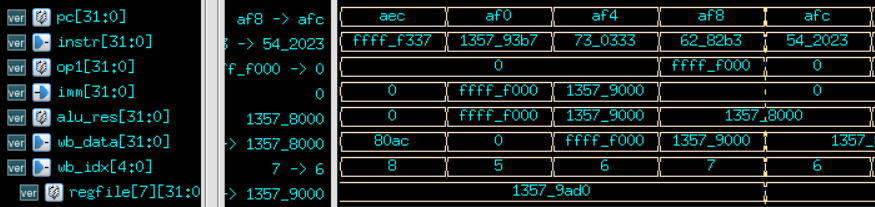 ver pc[31:0] af8 -> afc aec af0 af4 af8 afc
ver instr[31:0] 3 -> 54_2023 ffff_f337 1357_93b7 73_0333 62_82b3 54_2023
ver op1[31:0] ff_f000 -> 0 0 ffff_f000 0
ver imm[31:0] 0 0 ffff_f000 1357_9000 0
ver alu_res[31:0] 1357_8000 0 ffff_f000 1357_9000 1357_8000
ver wb_data[31:0] -> 1357_8000 80ac 0 ffff_f000 1357_9000 1357_
ver wb_idx[4:0] 7 -> 6 8 5 6 7 6
ver regfile[7][31:0 -> 1357_9000 1357_9ad0